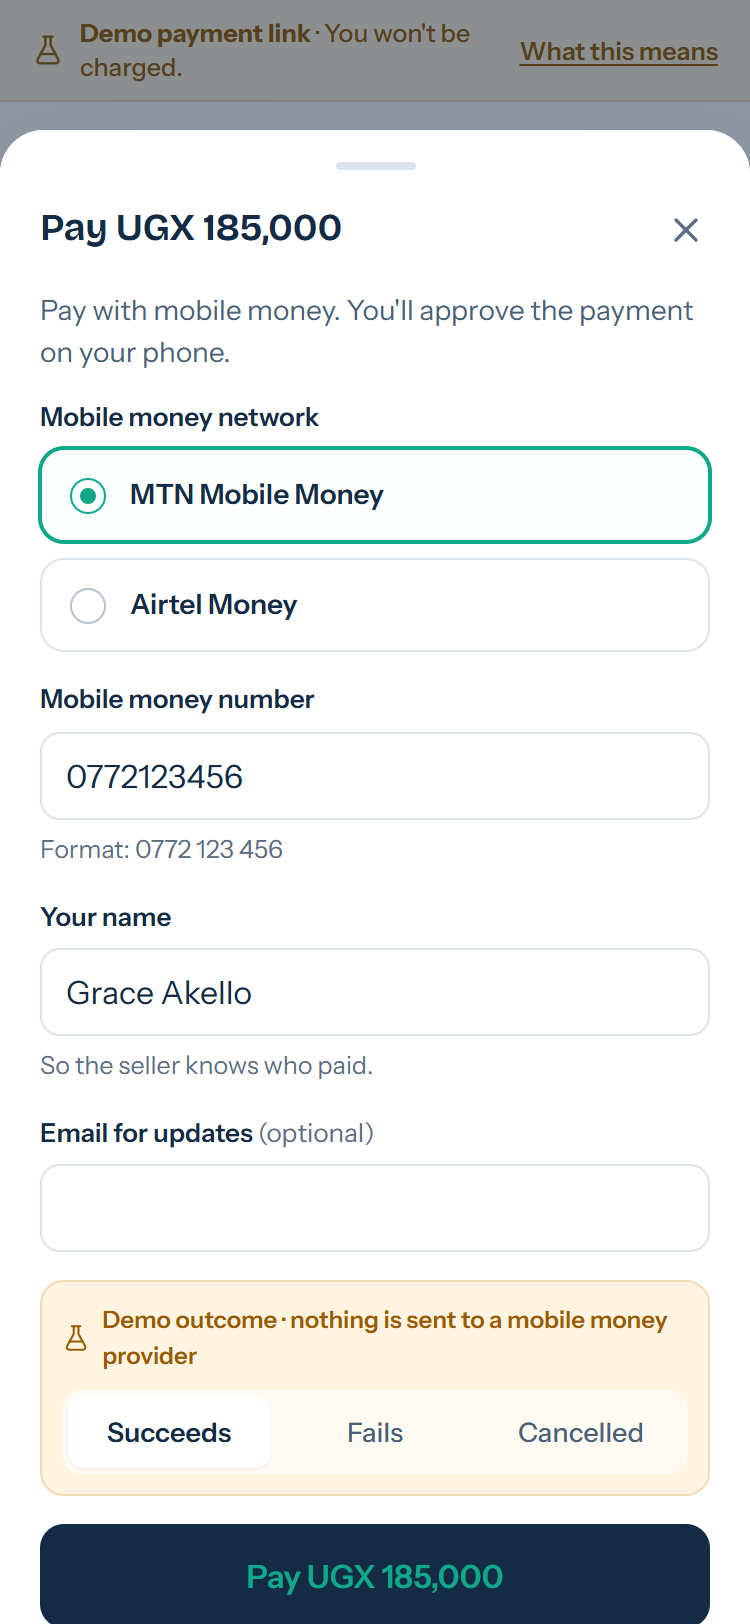 Demo payment link · You won't be
charged.
What this means
Pay UGX 185,000
Pay with mobile money. You'll approve the payment
on your phone.
Mobile money network
MTN Mobile Money
Airtel Money
Mobile money number
0772123456
Format: 0772 123 456
Your name
Grace Akello
So the seller knows who paid.
Email for updates (optional)
Demo outcome · nothing is sent to a mobile money
provider
Succeeds
Fails
Cancelled
Pay UGX 185,000